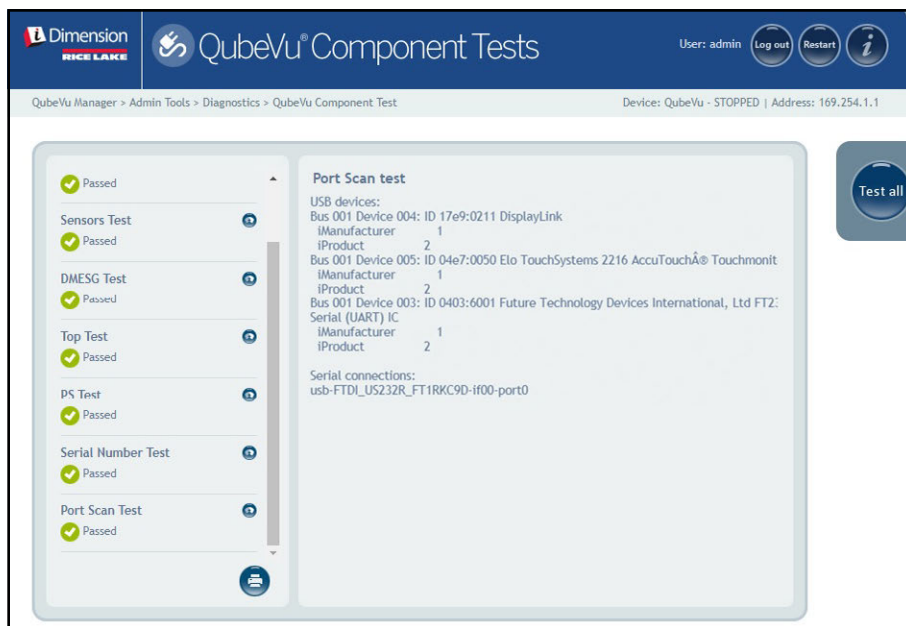 iDimension
RICE LAKE
QubeVu® Component Tests
User: admin
Log out
Restart
i
QubeVu Manager > Admin Tools > Diagnostics > QubeVu Component Test
Device: QubeVu - STOPPED | Address: 169.254.1.1
Passed
Sensors Test
Passed
DMESG Test
Passed
Top Test
Passed
PS Test
Passed
Serial Number Test
Passed
Port Scan Test
Passed
Port Scan test
USB devices:
Bus 001 Device 004: ID 17e9:0211 DisplayLink
iManufacturer 1
iProduct 2
Bus 001 Device 005: ID 04e7:0050 Elo TouchSystems 2216 AccuTouchÂ® Touchmonit
iManufacturer 1
iProduct 2
Bus 001 Device 003: ID 0403:6001 Future Technology Devices International, Ltd FT2
Serial (UART) IC
iManufacturer 1
iProduct 2
Serial connections:
usb-FTDI_US232R_FT1RKC9D-if00-port0
Test all